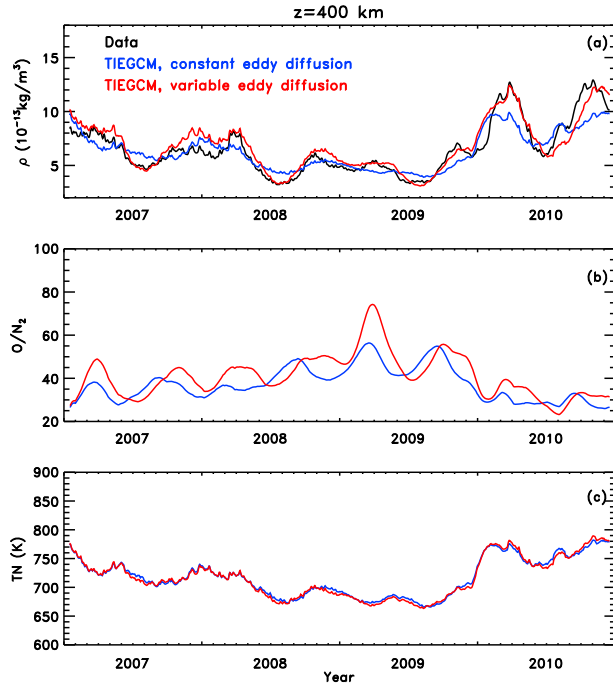 z=400 km
Data
TIEGCM, constant eddy diffusion
TIEGCM, variable eddy diffusion
(a)
ρ (10⁻¹³kg/m³)
15
10
5
2007 2008 2009 2010
(b)
O/N₂
100
80
60
40
20
2007 2008 2009 2010
(c)
TN (K)
900
850
800
750
700
650
600
2007 2008 2009 2010
Year